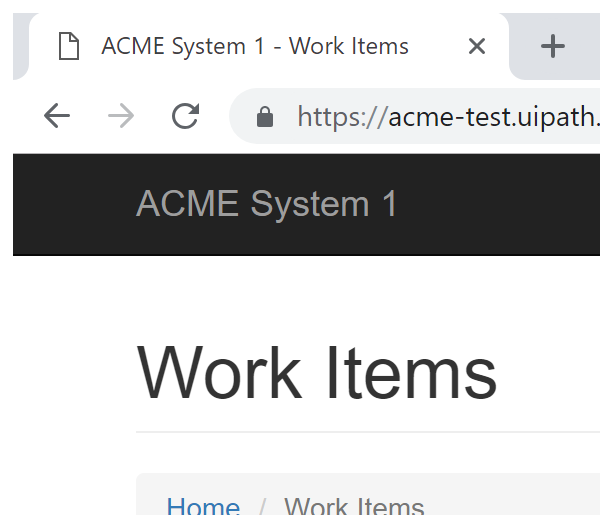 ACME System 1 - Work Items
https://acme-test.uipath.
ACME System 1
Work Items
Home / Work Items